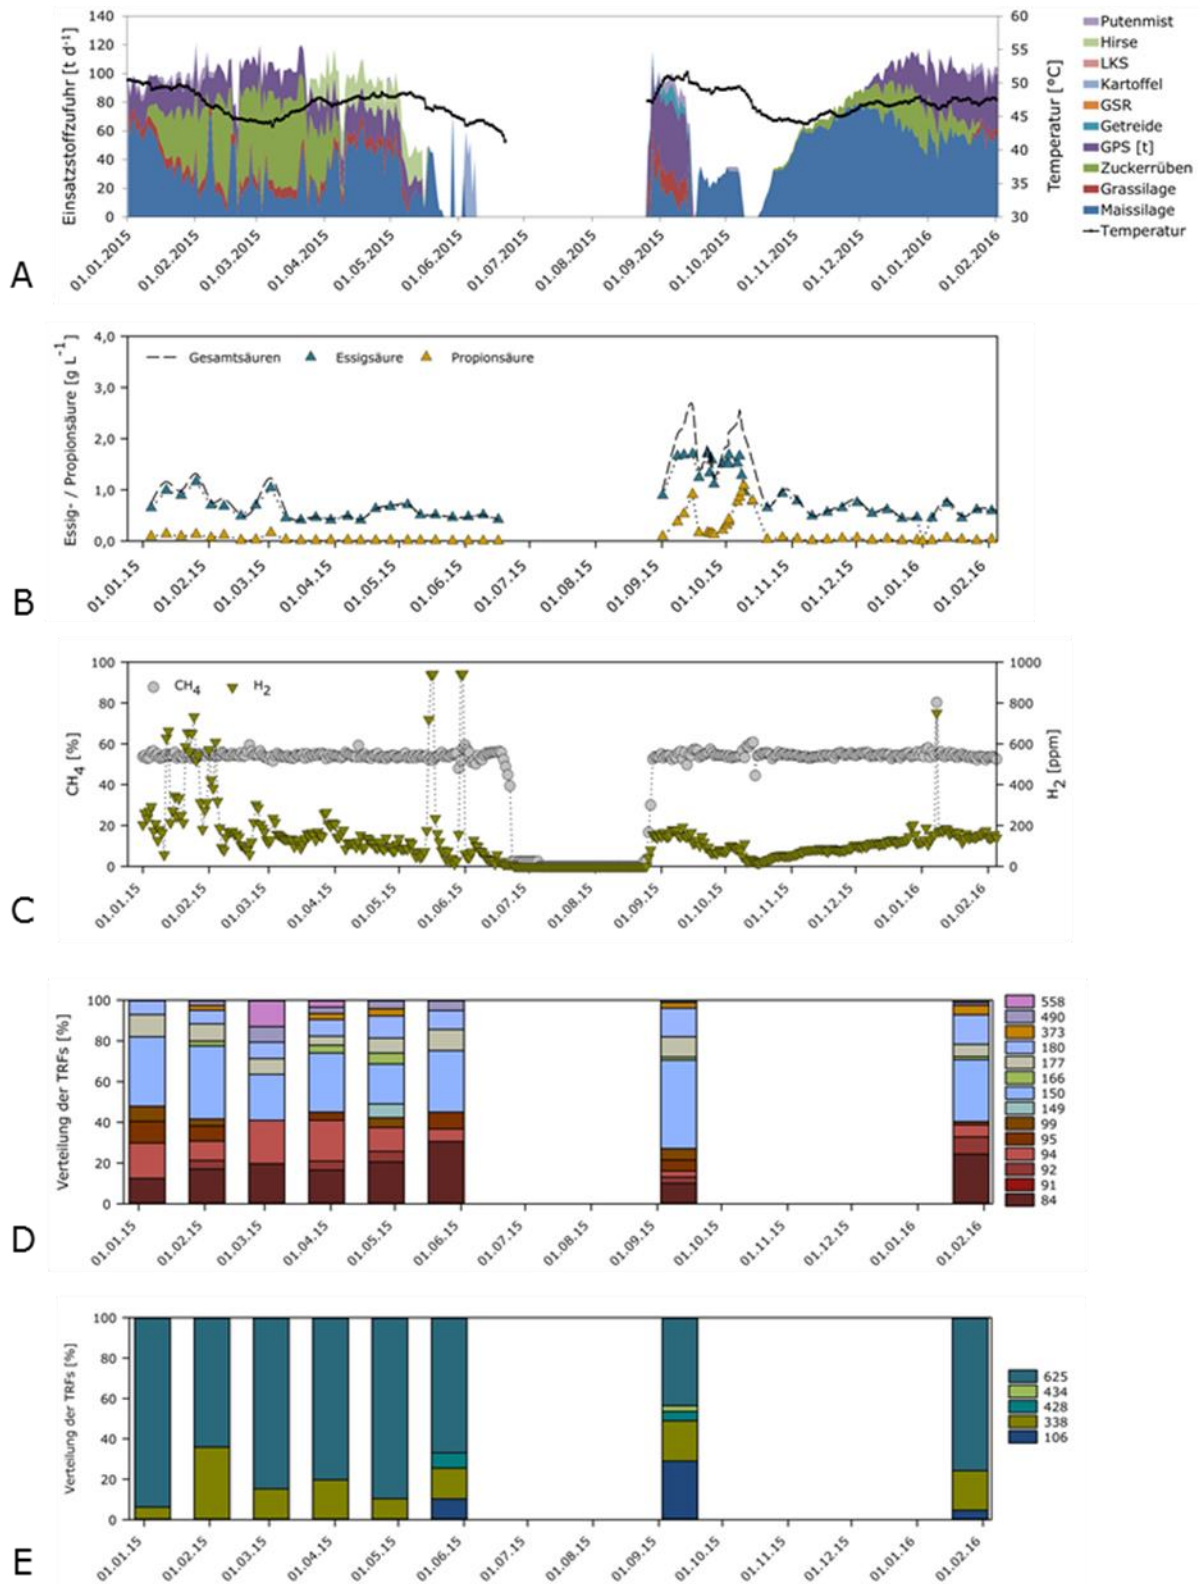 A
Einsatzstoffzufuhr [t d⁻¹]
140
120
100
80
60
40
20
0
60
55
50
45
40
35
30
Temperatur [°C]
01.01.2015 01.02.2015 01.03.2015 01.04.2015 01.05.2015 01.06.2015 01.07.2015 01.08.2015 01.09.2015 01.10.2015 01.11.2015 01.12.2015 01.01.2016 01.02.2016
Putenmist
Hirse
LKS
Kartoffel
GSR
Getreide
GPS [t]
Zuckerrüben
Grassilage
Maissilage
Temperatur
B
Essig- / Propionsäure [g L⁻¹]
4,0
3,0
2,0
1,0
0,0
Gesamtsäuren Essigsäure Propionsäure
01.01.15 01.02.15 01.03.15 01.04.15 01.05.15 01.06.15 01.07.15 01.08.15 01.09.15 01.10.15 01.11.15 01.12.15 01.01.16 01.02.16
C
CH₄ [%]
100
80
60
40
20
0
CH₄ H₂
1000
800
600
400
200
0
H₂ [ppm]
01.01.15 01.02.15 01.03.15 01.04.15 01.05.15 01.06.15 01.07.15 01.08.15 01.09.15 01.10.15 01.11.15 01.12.15 01.01.16 01.02.16
D
Verteilung der TRFs [%]
100
80
60
40
20
0
01.01.15 01.02.15 01.03.15 01.04.15 01.05.15 01.06.15 01.07.15 01.08.15 01.09.15 01.10.15 01.11.15 01.12.15 01.01.16 01.02.16
558
490
373
180
177
166
150
149
99
95
94
92
91
84
E
Verteilung der TRFs [%]
100
80
60
40
20
0
01.01.15 01.02.15 01.03.15 01.04.15 01.05.15 01.06.15 01.07.15 01.08.15 01.09.15 01.10.15 01.11.15 01.12.15 01.01.16 01.02.16
625
434
428
338
106